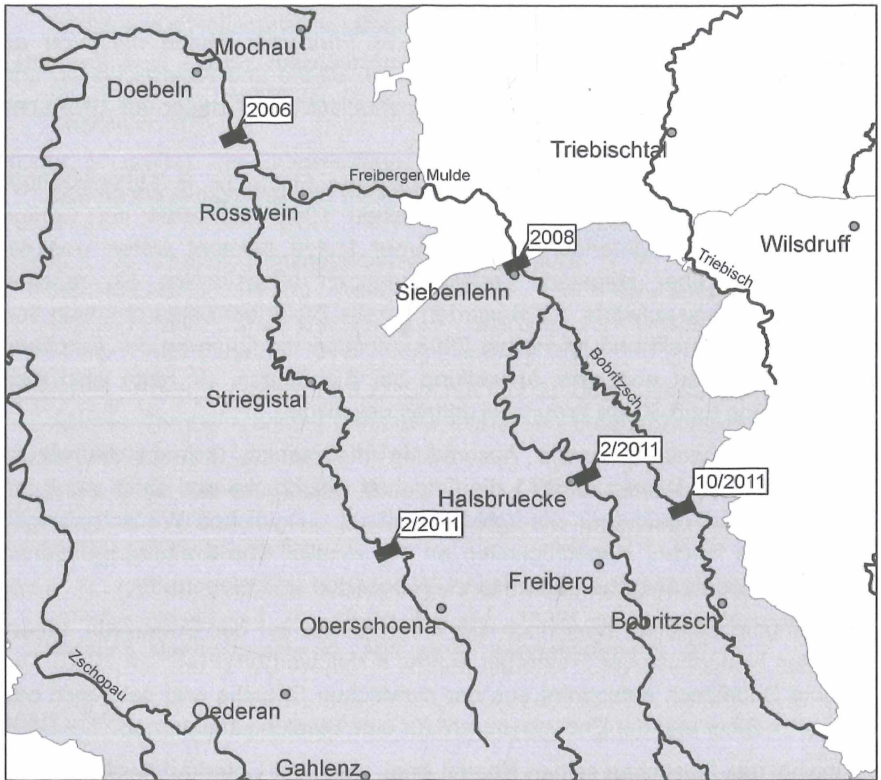 Mochau
Doebeln
2006
Triebischtal
Freiberger Mulde
Rosswein
2008
Wilsdruff
Triebisch
Siebenlehn
Bobritzsch
Striegistal
2/2011
Halsbruecke
10/2011
2/2011
Freiberg
Oberschoena
Bobritzsch
Zschopau
Oederan
Gahlenz